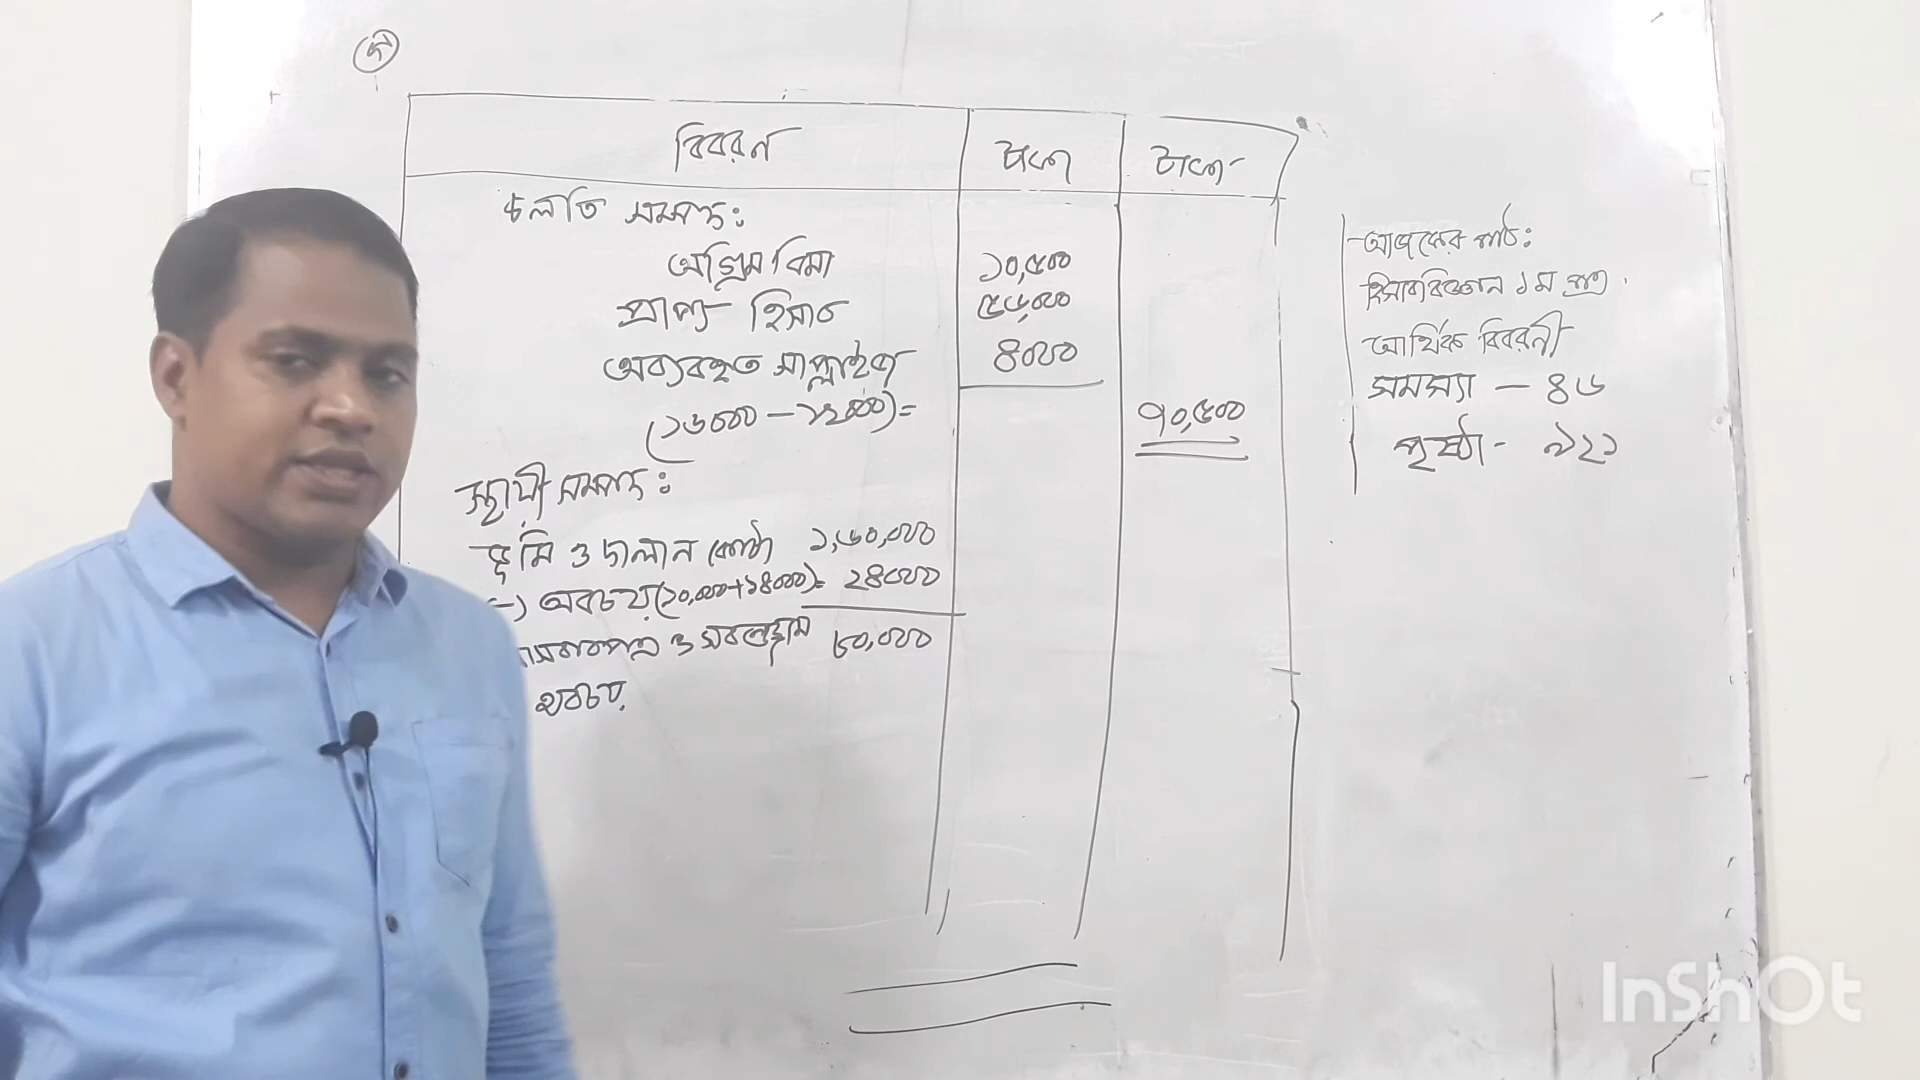 গ
বিবরণ টাকা টাকা
চলতি সম্পদ:
অগ্রিম বিমা ১০,৫০০
প্রাপ্য হিসাব ৫৬,০০০
অব্যবহৃত সাপ্লাইজ ৪০০০
(১৬০০০ - ১২০০০)=
৭০,৫০০
স্থায়ী সম্পদ:
ভূমি ও দালান কোঠা ১,৬০,০০০
-) অবচয় (১০,০০০+১৪০০০)= ২৪০০০
আসবাবপত্র ও সরঞ্জাম ৮০,০০০
অবচয়
আজকের পাঠ:
হিসাববিজ্ঞান ১ম পত্র
আর্থিক বিবরণী
সমস্যা - ৪৬
পৃষ্ঠা - ৯২১
InShOt